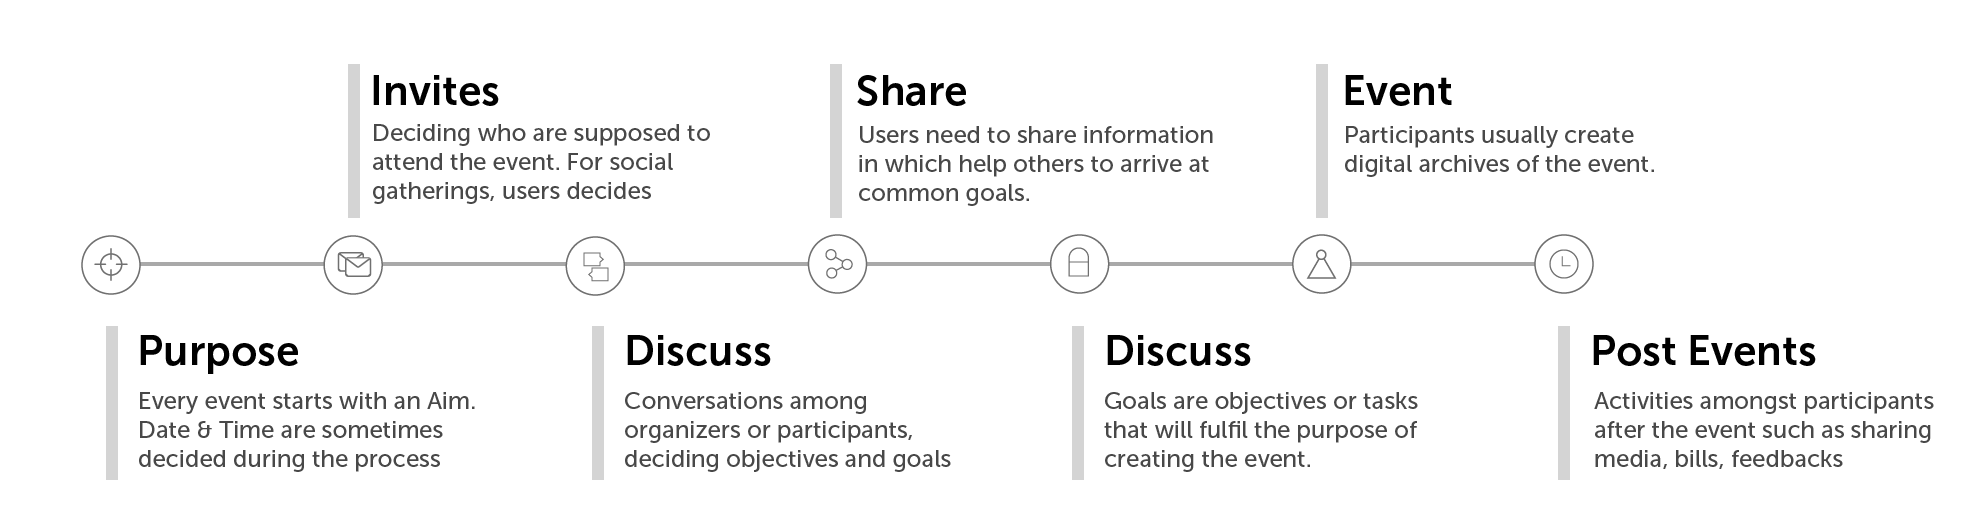 Invites
Deciding who are supposed to
attend the event. For social
gatherings, users decides
Share
Users need to share information
in which help others to arrive at
common goals.
Event
Participants usually create
digital archives of the event.
Purpose
Every event starts with an Aim.
Date & Time are sometimes
decided during the process
Discuss
Conversations among
organizers or participants,
deciding objectives and goals
Discuss
Goals are objectives or tasks
that will fulfil the purpose of
creating the event.
Post Events
Activities amongst participants
after the event such as sharing
media, bills, feedbacks